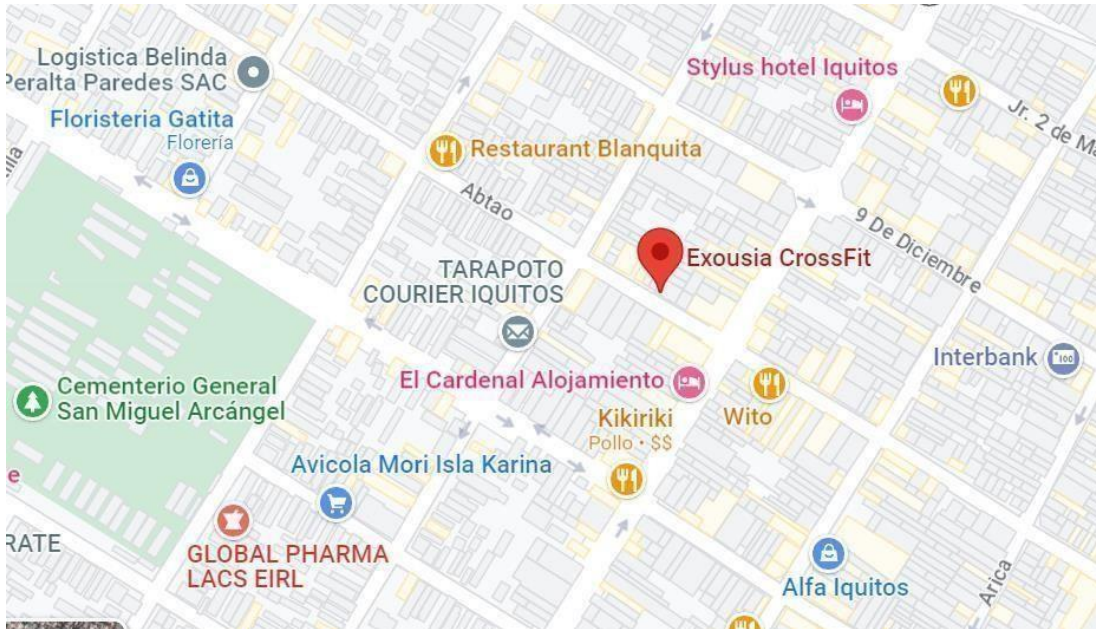 Logistica Belinda
Peralta Paredes SAC
Stylus hotel Iquitos
Floristeria Gatita
Florería
Restaurant Blanquita
Abtao
9 De Diciembre
Exousia CrossFit
TARAPOTO
COURIER IQUITOS
Interbank
El Cardenal Alojamiento
Cementerio General
San Miguel Arcángel
Kikiriki
Pollo • $$
Wito
Avicola Mori Isla Karina
GLOBAL PHARMA
LACS EIRL
Alfa Iquitos
Arica
Jr. 2 de
e
RATE